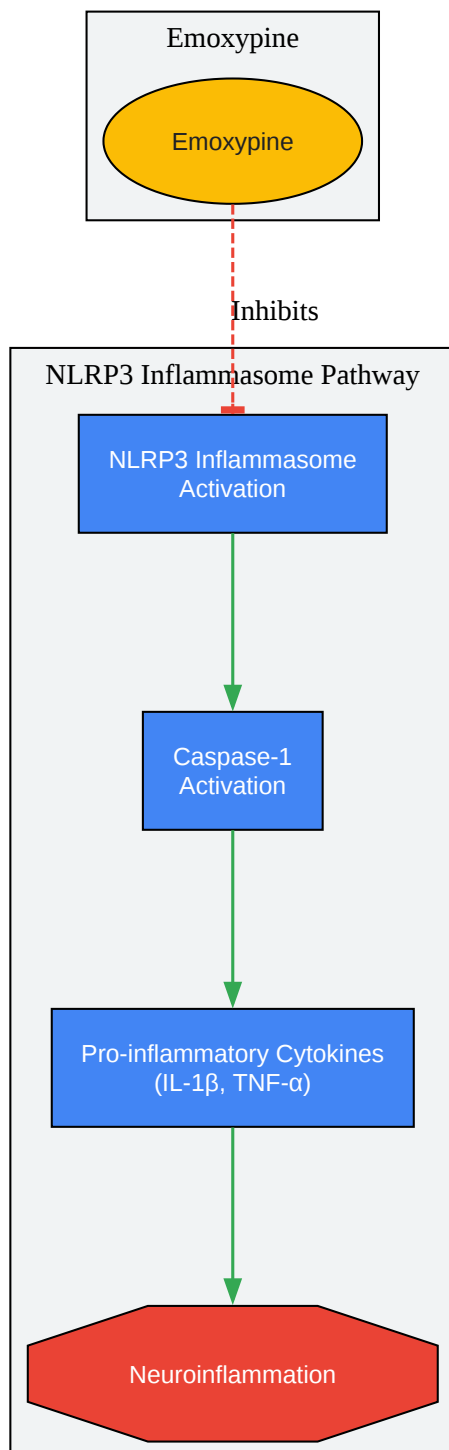 Emoxypine
Emoxypine
Inhibits
NLRP3 Inflammasome Pathway
NLRP3 Inflammasome
Activation
Caspase-1
Activation
Pro-inflammatory Cytokines
(IL-1β, TNF-α)
Neuroinflammation